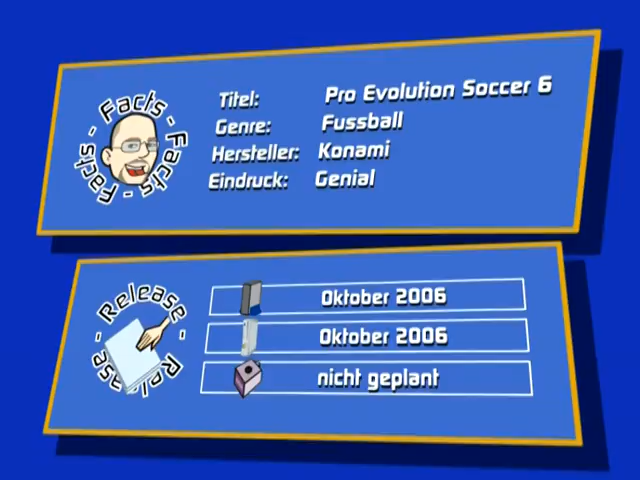 Facts - Facts - Facts -
Titel: Pro Evolution Soccer 6
Genre: Fussball
Hersteller: Konami
Eindruck: Genial
Release - Release -
Oktober 2006
Oktober 2006
nicht geplant